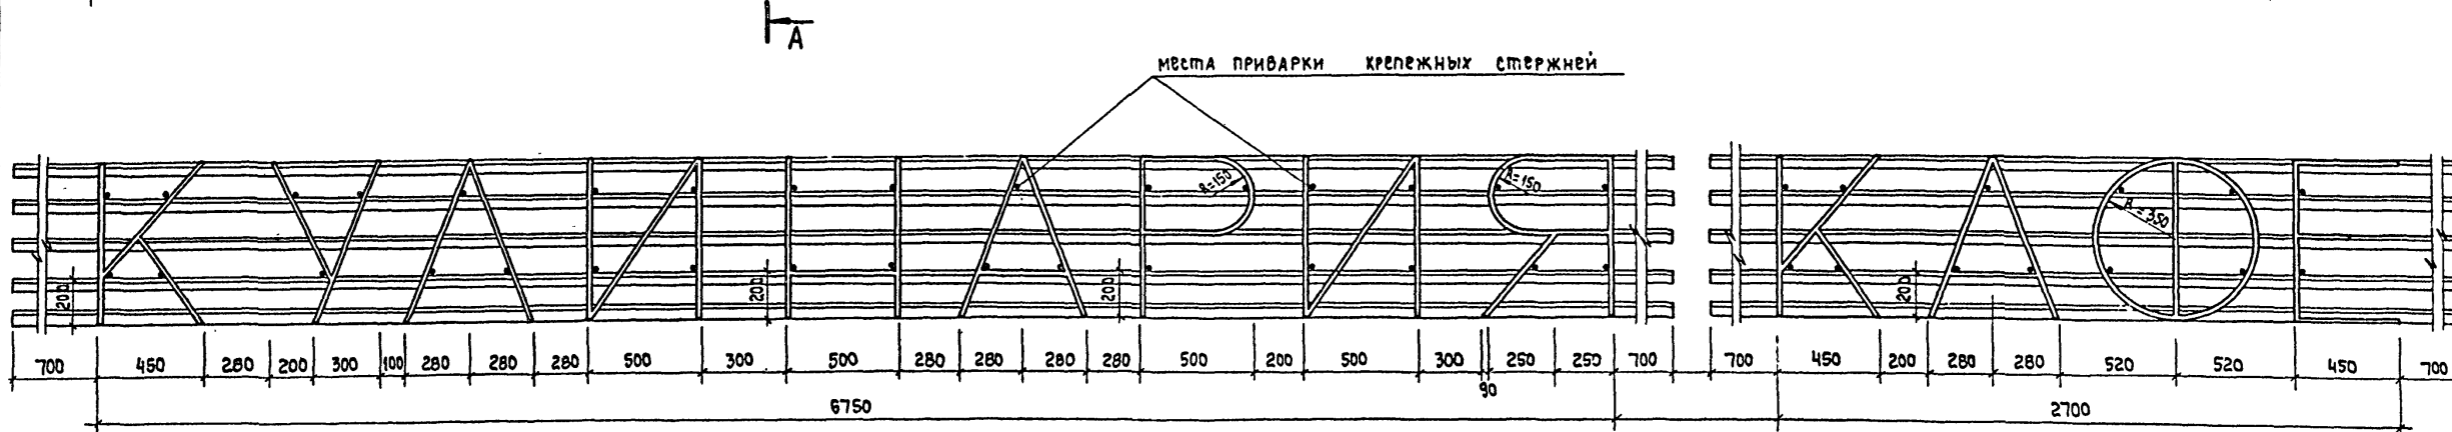 А
места приварки крепежных стержней
КУЛИНАРИЯ КАФЕ
R=150 R=150 R=350
200 200 200 200
700 450 280 200 300 100 280 280 280 500 300 500 280 280 280 280 500 200 500 300 90 250 250 700 700 450 200 280 280 520 520 450 700
6750 2700